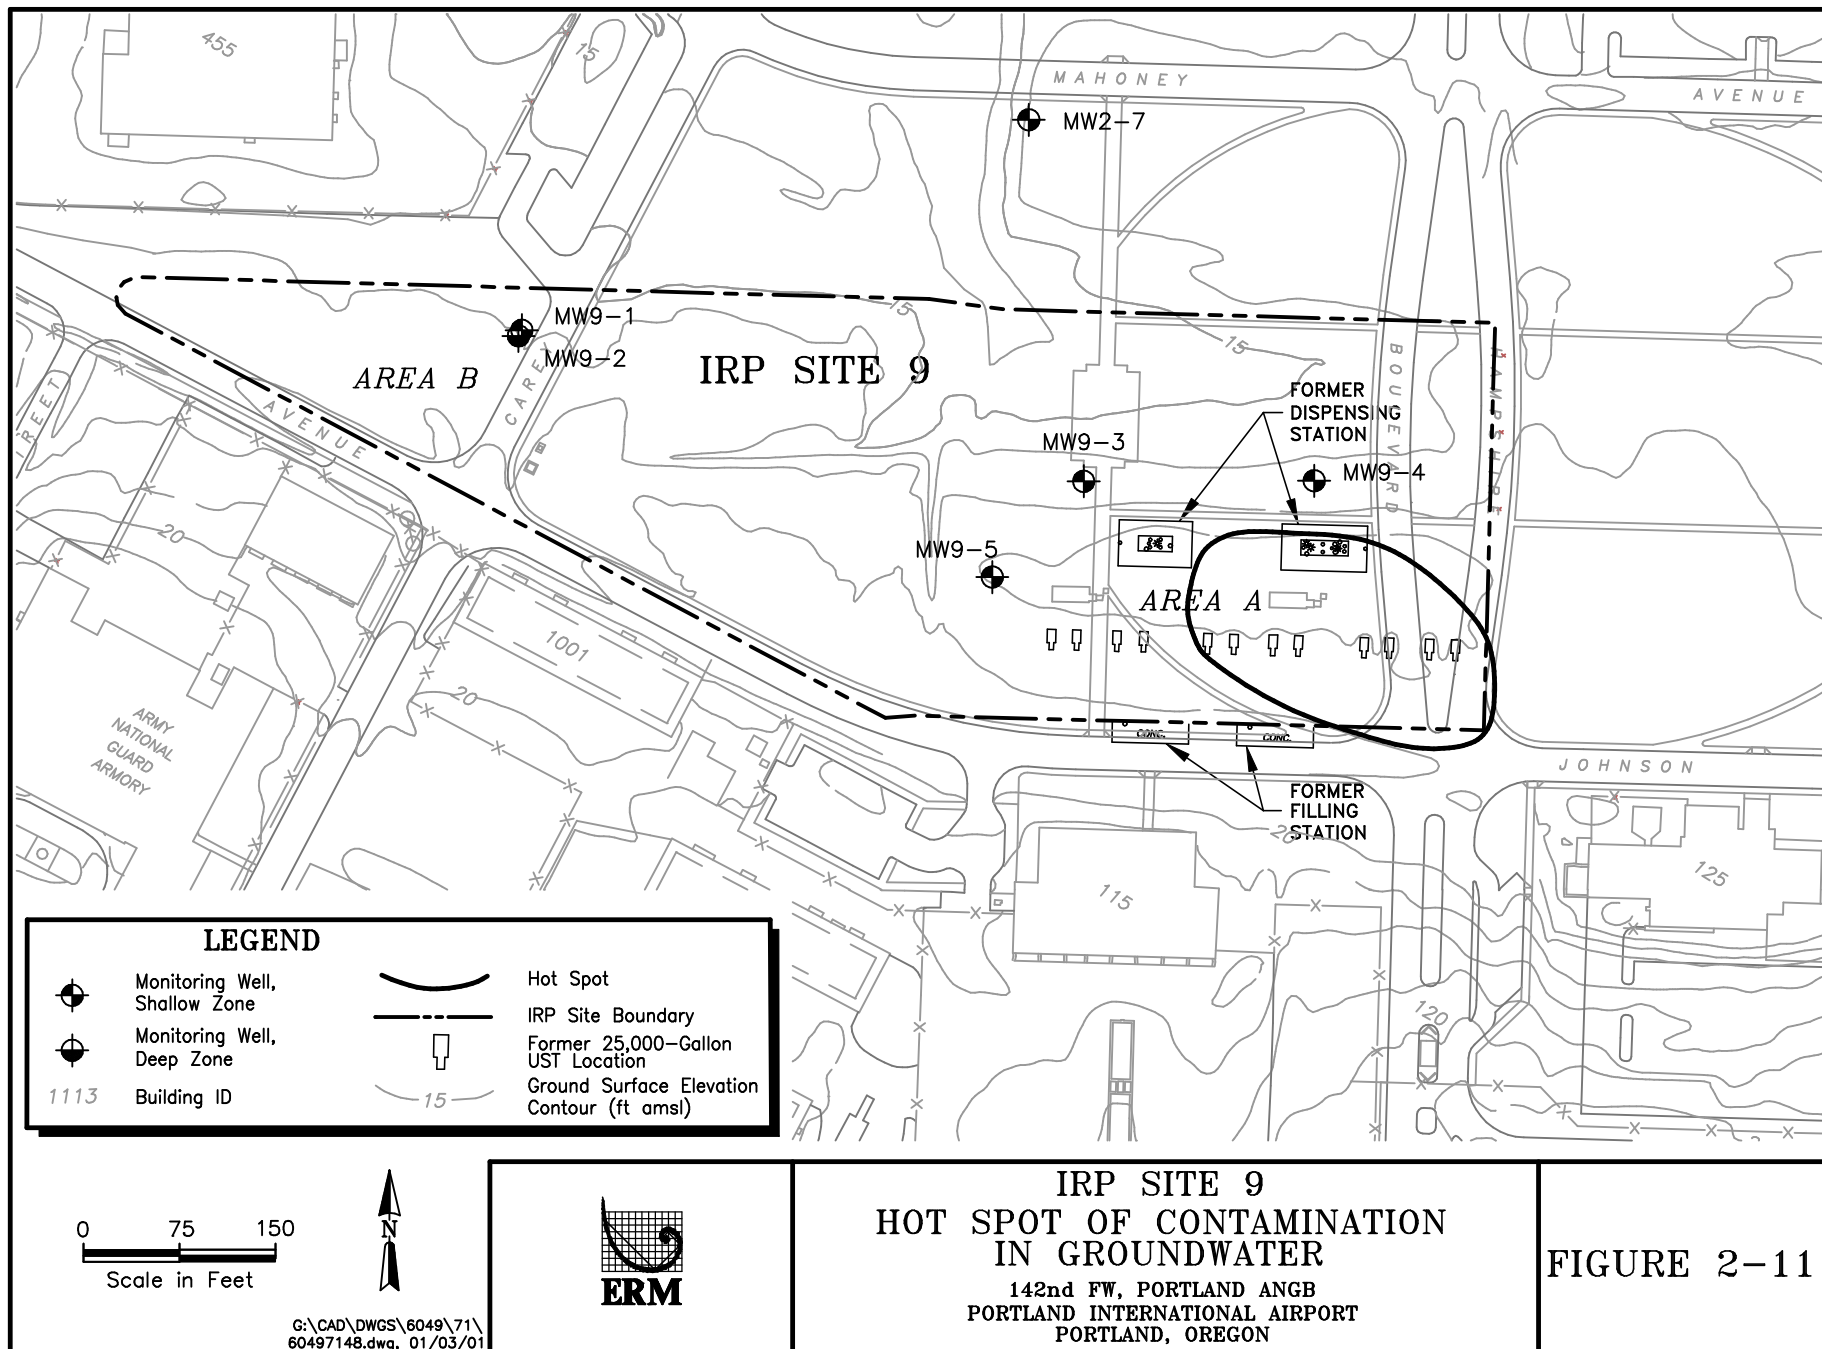 455
15
MAHONEY
AVENUE
MW2-7
MW9-1
MW9-2
15
AREA B
IRP SITE 9
15
CAREY
AVENUE
REET
BOULEVARD
HAMPSHIRE
FORMER
DISPENSING
STATION
MW9-3
MW9-4
MW9-5
20
AREA A
1001
20
ARMY
NATIONAL
GUARD
ARMORY
CONC.
CONC.
JOHNSON
FORMER
FILLING
STATION
20
115
125
120
LEGEND
Monitoring Well,
Shallow Zone
Monitoring Well,
Deep Zone
1113 Building ID
Hot Spot
IRP Site Boundary
Former 25,000-Gallon
UST Location
15
Ground Surface Elevation
Contour (ft amsl)
0 75 150
Scale in Feet
N
G:\CAD\DWGS\6049\71\
60497148.dwg, 01/03/01
ERM
IRP SITE 9
HOT SPOT OF CONTAMINATION
IN GROUNDWATER
142nd FW, PORTLAND ANGB
PORTLAND INTERNATIONAL AIRPORT
PORTLAND, OREGON
FIGURE 2-11